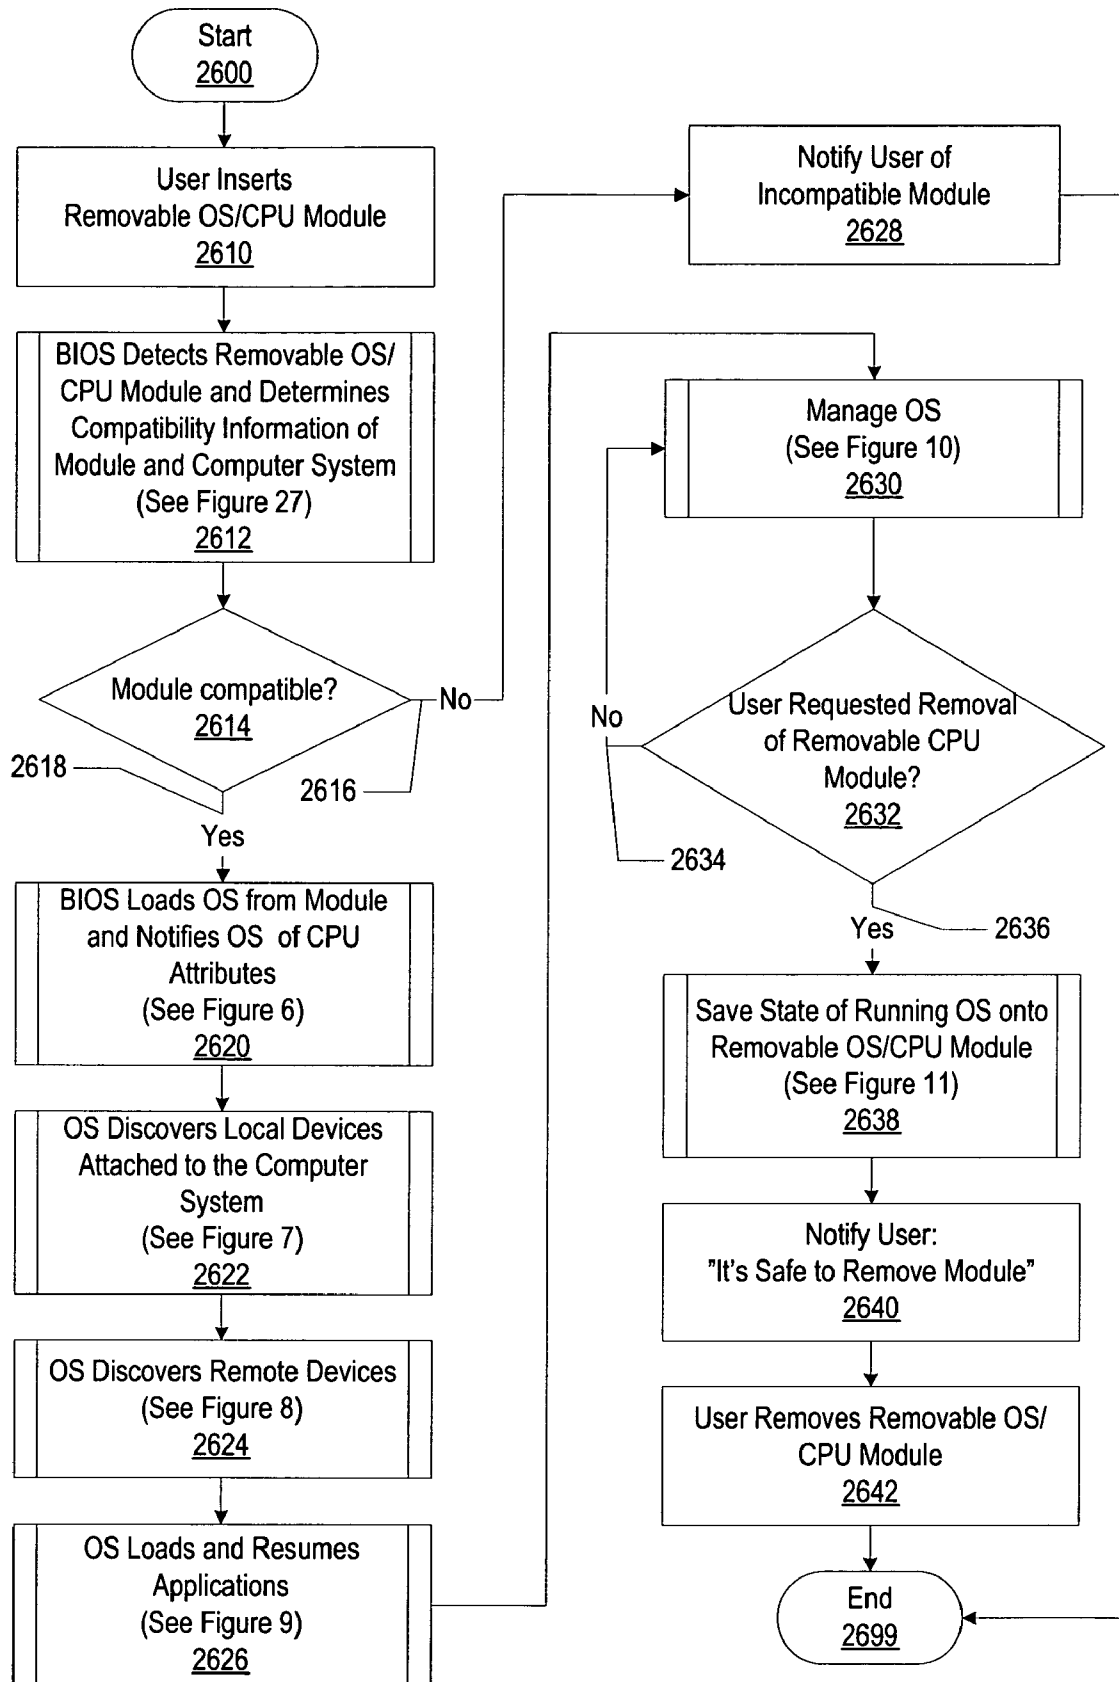 Start
2600
User Inserts
Removable OS/CPU Module
2610
BIOS Detects Removable OS/
CPU Module and Determines
Compatibility Information of
Module and Computer System
(See Figure 27)
2612
Module compatible?
2614
No
2618
2616
Yes
BIOS Loads OS from Module
and Notifies OS of CPU
Attributes
(See Figure 6)
2620
OS Discovers Local Devices
Attached to the Computer
System
(See Figure 7)
2622
OS Discovers Remote Devices
(See Figure 8)
2624
OS Loads and Resumes
Applications
(See Figure 9)
2626
Notify User of
Incompatible Module
2628
Manage OS
(See Figure 10)
2630
No
User Requested Removal
of Removable CPU
Module?
2632
2634
Yes
2636
Save State of Running OS onto
Removable OS/CPU Module
(See Figure 11)
2638
Notify User:
"It's Safe to Remove Module"
2640
User Removes Removable OS/
CPU Module
2642
End
2699